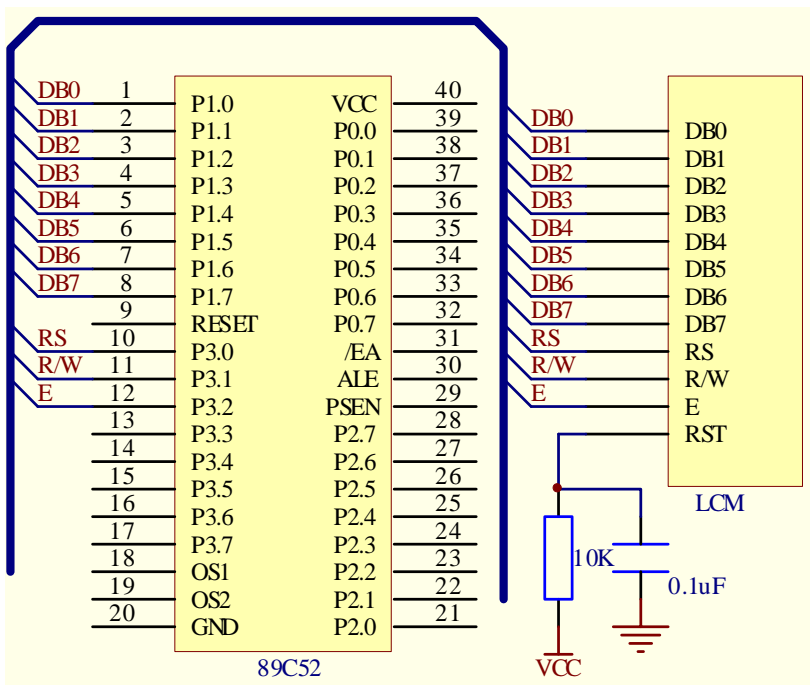 DB0 1 P1.0 VCC 40
DB1 2 P1.1 P0.0 39 DB0 DB0
DB2 3 P1.2 P0.1 38 DB1 DB1
DB3 4 P1.3 P0.2 37 DB2 DB2
DB4 5 P1.4 P0.3 36 DB3 DB3
DB5 6 P1.5 P0.4 35 DB4 DB4
DB6 7 P1.6 P0.5 34 DB5 DB5
DB7 8 P1.7 P0.6 33 DB6 DB6
9 RESET P0.7 32 DB7 DB7
RS 10 P3.0 /EA 31 RS RS
R/W 11 P3.1 ALE 30 R/W R/W
E 12 P3.2 PSEN 29 E E
13 P3.3 P2.7 28 RST
14 P3.4 P2.6 27
15 P3.5 P2.5 26
16 P3.6 P2.4 25 LCM
17 P3.7 P2.3 24
18 OS1 P2.2 23 10K
19 OS2 P2.1 22 0.1uF
20 GND P2.0 21
89C52 VCC